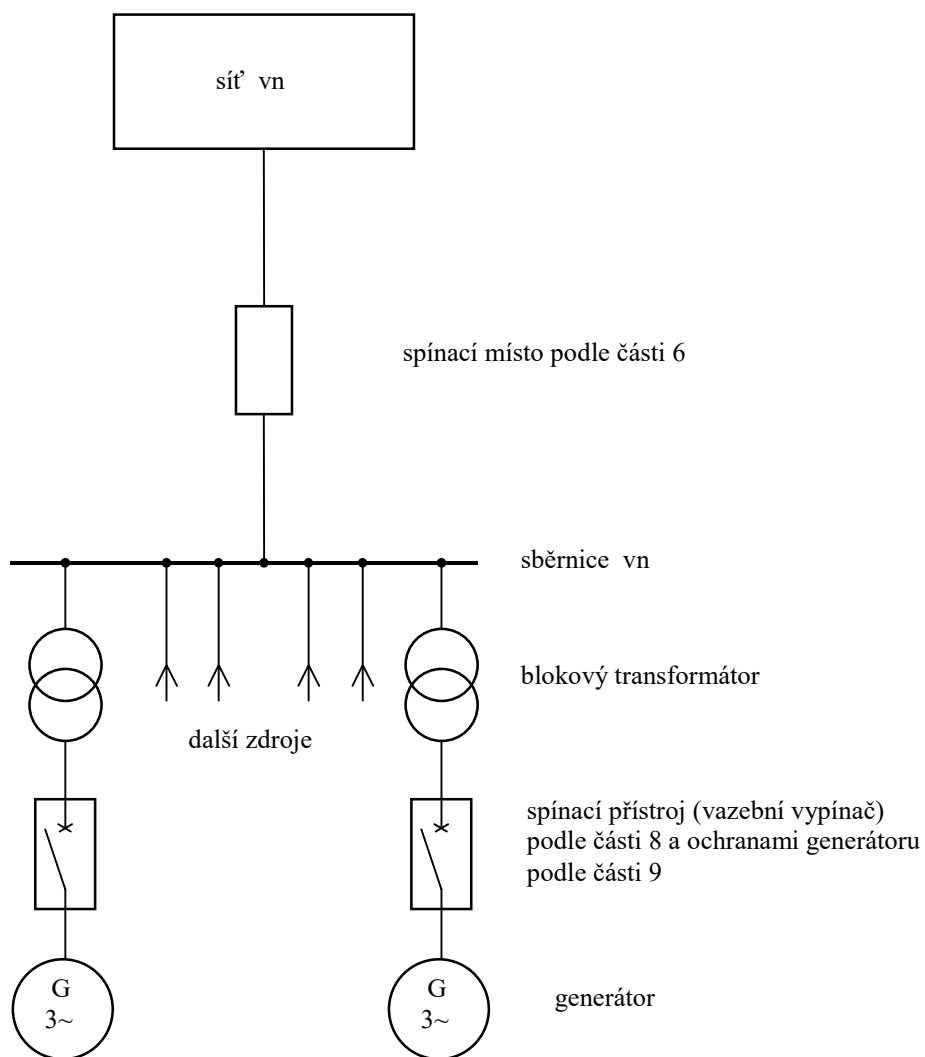 síť vn
spínací místo podle části 6
sběrnice vn
blokový transformátor
další zdroje
spínací přístroj (vazební vypínač)
podle části 8 a ochranami generátoru
podle části 9
G
3~
G
3~
generátor